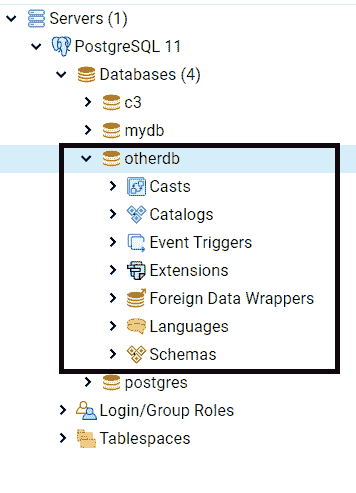 Servers (1)
PostgreSQL 11
Databases (4)
c3
mydb
otherdb
Casts
Catalogs
Event Triggers
Extensions
Foreign Data Wrappers
Languages
Schemas
postgres
Login/Group Roles
Tablespaces